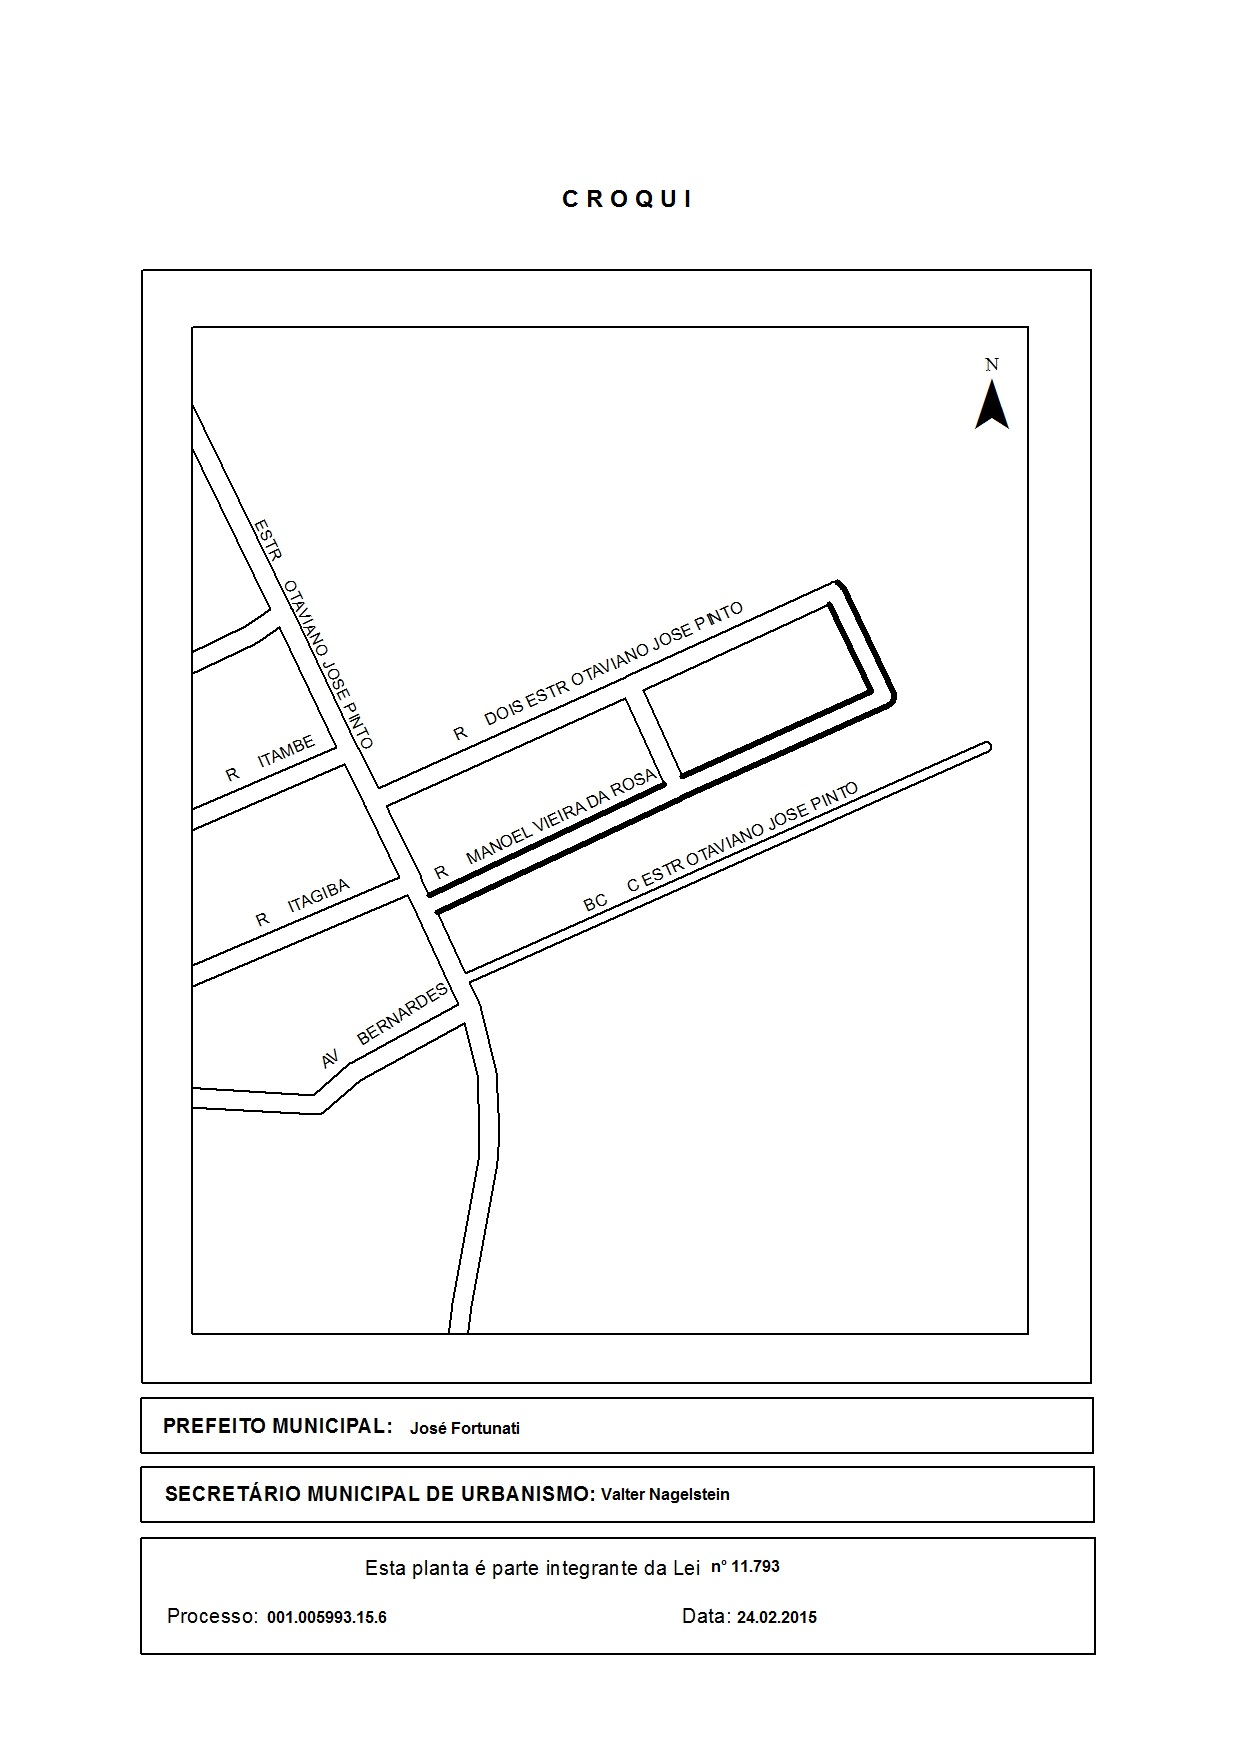 C R O Q U I
N
ESTR OTAVIANO JOSE PINTO
R DOIS ESTR OTAVIANO JOSE PINTO
R ITAMBE
R MANOEL VIEIRA DA ROSA
BC C ESTR OTAVIANO JOSE PINTO
R ITAGIBA
AV BERNARDES
PREFEITO MUNICIPAL: José Fortunati
SECRETÁRIO MUNICIPAL DE URBANISMO: Valter Nagelstein
Esta planta é parte integrante da Lei n° 11.793
Processo: 001.005993.15.6 Data: 24.02.2015